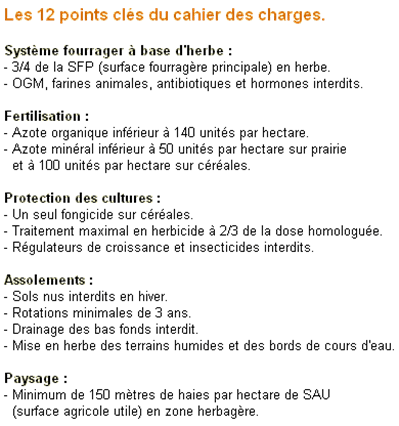 Les 12 points clés du cahier des charges.
Système fourrager à base d'herbe :
- 3/4 de la SFP (surface fourragère principale) en herbe.
- OGM, farines animales, antibiotiques et hormones interdits.
Fertilisation :
- Azote organique inférieur à 140 unités par hectare.
- Azote minéral inférieur à 50 unités par hectare sur prairie
et à 100 unités par hectare sur céréales.
Protection des cultures :
- Un seul fongicide sur céréales.
- Traitement maximal en herbicide à 2/3 de la dose homologuée.
- Régulateurs de croissance et insecticides interdits.
Assolements :
- Sols nus interdits en hiver.
- Rotations minimales de 3 ans.
- Drainage des bas fonds interdit.
- Mise en herbe des terrains humides et des bords de cours d'eau.
Paysage :
- Minimum de 150 mètres de haies par hectare de SAU
(surface agricole utile) en zone herbagère.